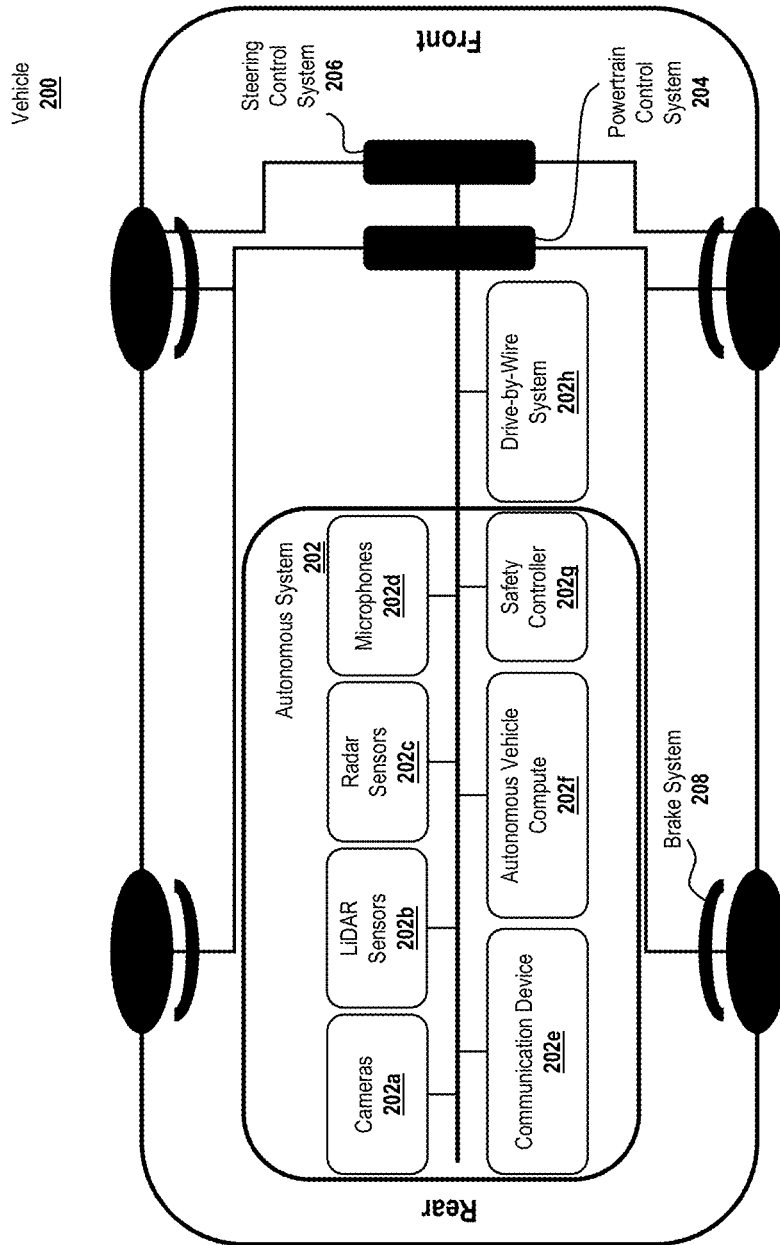 Vehicle
200
Rear
Front
Autonomous System
202
Cameras
202a
LiDAR
Sensors
202b
Radar
Sensors
202c
Microphones
202d
Communication Device
202e
Autonomous Vehicle
Compute
202f
Safety
Controller
202g
Drive-by-Wire
System
202h
Steering
Control
System
206
Powertrain
Control
System
204
Brake System
208